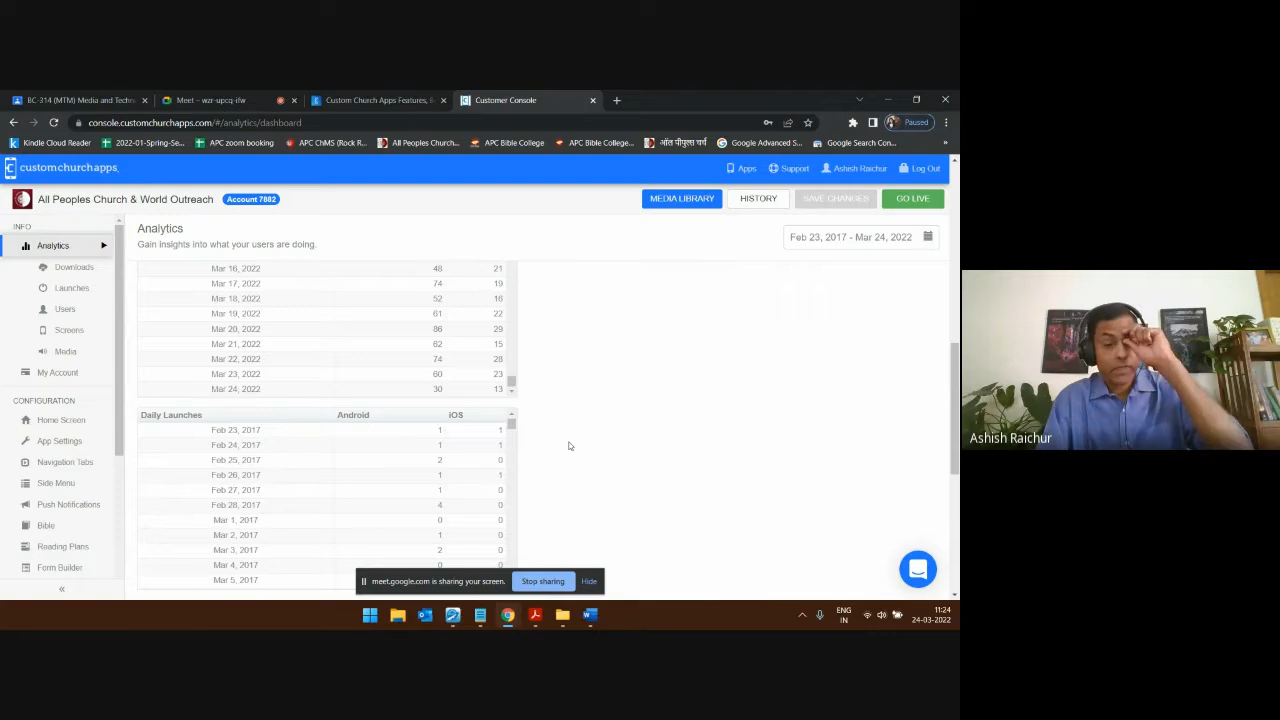 BC-314 (MTM) Media and Techn
Meet – wzr-upcq-ifw
Custom Church Apps Features, B
Customer Console
console.customchurchapps.com/#/analytics/dashboard
Paused
Kindle Cloud Reader
2022-01-Spring-Se...
APC zoom booking
APC ChMS (Rock R...
All Peoples Church...
APC Bible College
APC Bible College...
ऑल पीपुल्स चर्च
Google Advanced S...
Google Search Con...
customchurchapps
Apps
Support
Ashish Raichur
Log Out
All Peoples Church & World Outreach
Account 7882
MEDIA LIBRARY
HISTORY
SAVE CHANGES
GO LIVE
INFO
Analytics
Downloads
Launches
Users
Screens
Media
My Account
CONFIGURATION
Home Screen
App Settings
Navigation Tabs
Side Menu
Push Notifications
Bible
Reading Plans
Form Builder
Analytics
Gain insights into what your users are doing.
Feb 23, 2017 - Mar 24, 2022
Mar 16, 2022 48 21
Mar 17, 2022 74 19
Mar 18, 2022 52 16
Mar 19, 2022 61 22
Mar 20, 2022 86 29
Mar 21, 2022 62 15
Mar 22, 2022 74 28
Mar 23, 2022 60 23
Mar 24, 2022 30 13
Daily Launches Android iOS
Feb 23, 2017 1 1
Feb 24, 2017 1 1
Feb 25, 2017 2 0
Feb 26, 2017 1 1
Feb 27, 2017 1 0
Feb 28, 2017 4 0
Mar 1, 2017 0 0
Mar 2, 2017 1 0
Mar 3, 2017 2 0
Mar 4, 2017 0 0
Mar 5, 2017
meet.google.com is sharing your screen.
Stop sharing
Hide
ENG
IN
11:24
24-03-2022
Ashish Raichur